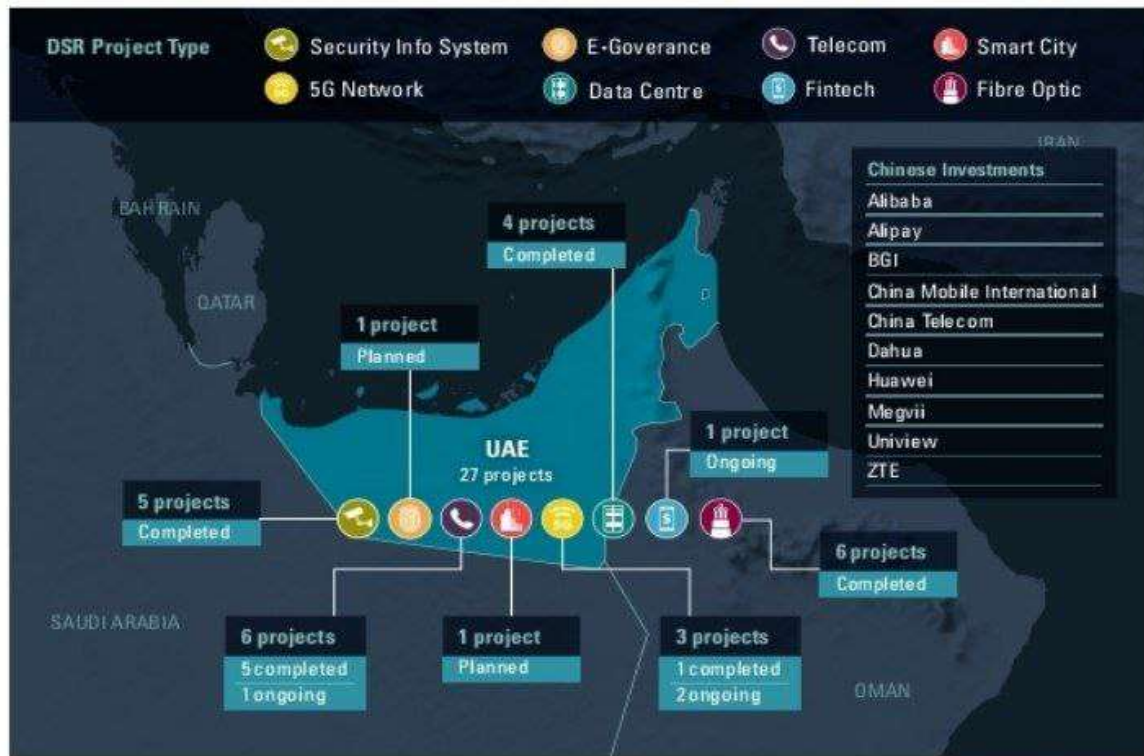 DSR Project Type
Security Info System
E-Goverance
Telecom
Smart City
5G Network
Data Centre
Fintech
Fibre Optic
IRAN
Chinese Investments
Alibaba
Alipay
BGI
China Mobile International
China Telecom
Dahua
Huawei
Megvii
Uniview
ZTE
BAHRAIN
QATAR
4 projects
Completed
1 project
Planned
UAE
27 projects
1 project
Ongoing
5 projects
Completed
5G
$
6 projects
Completed
SAUDI ARABIA
6 projects
5 completed
1 ongoing
1 project
Planned
3 projects
1 completed
2 ongoing
OMAN